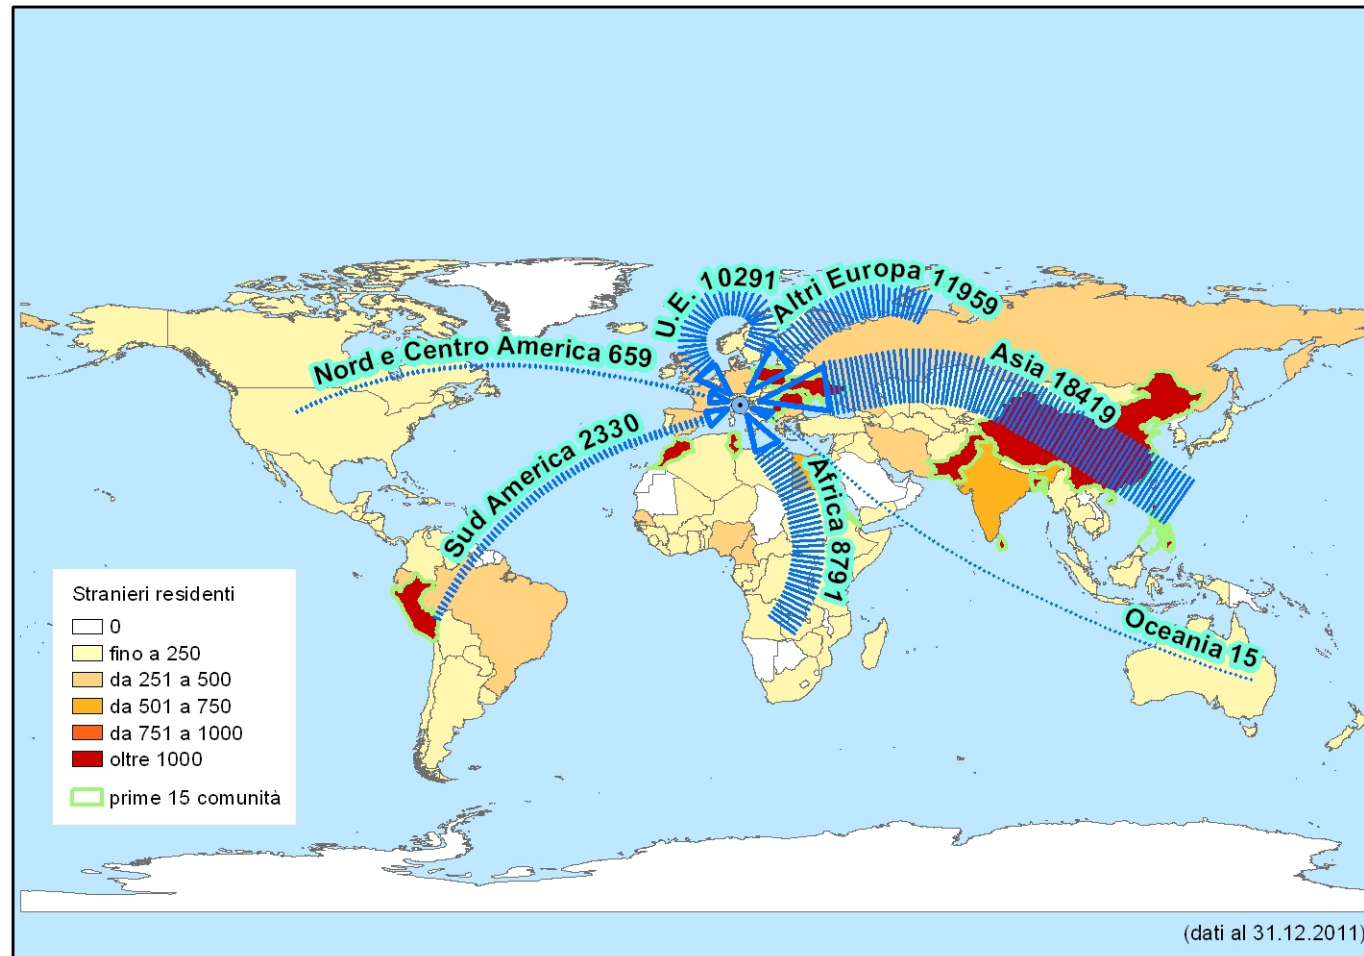 U.E. 10291
Altri Europa 11959
Nord e Centro America 659
Asia 18419
Sud America 2330
Africa 8791
Oceania 15
Stranieri residenti
0
fino a 250
da 251 a 500
da 501 a 750
da 751 a 1000
oltre 1000
prime 15 comunità
(dati al 31.12.2011)